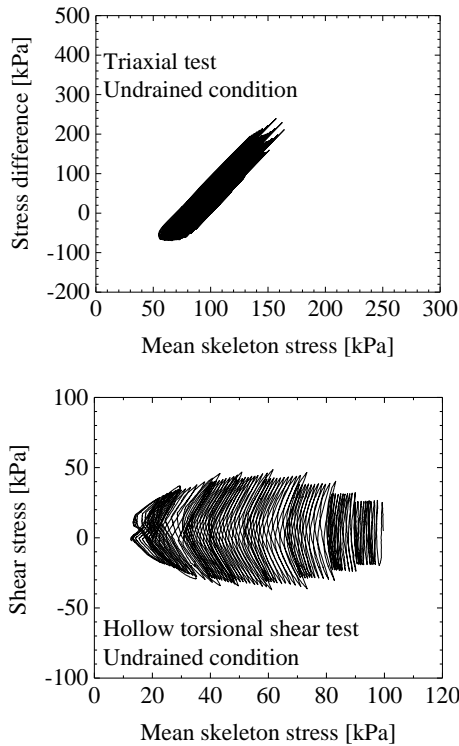 500
400
300
200
100
0
-100
-200
Stress difference [kPa]
Triaxial test
Undrained condition
0 50 100 150 200 250 300
Mean skeleton stress [kPa]
100
50
0
-50
-100
Shear stress [kPa]
Hollow torsional shear test
Undrained condition
0 20 40 60 80 100 120
Mean skeleton stress [kPa]